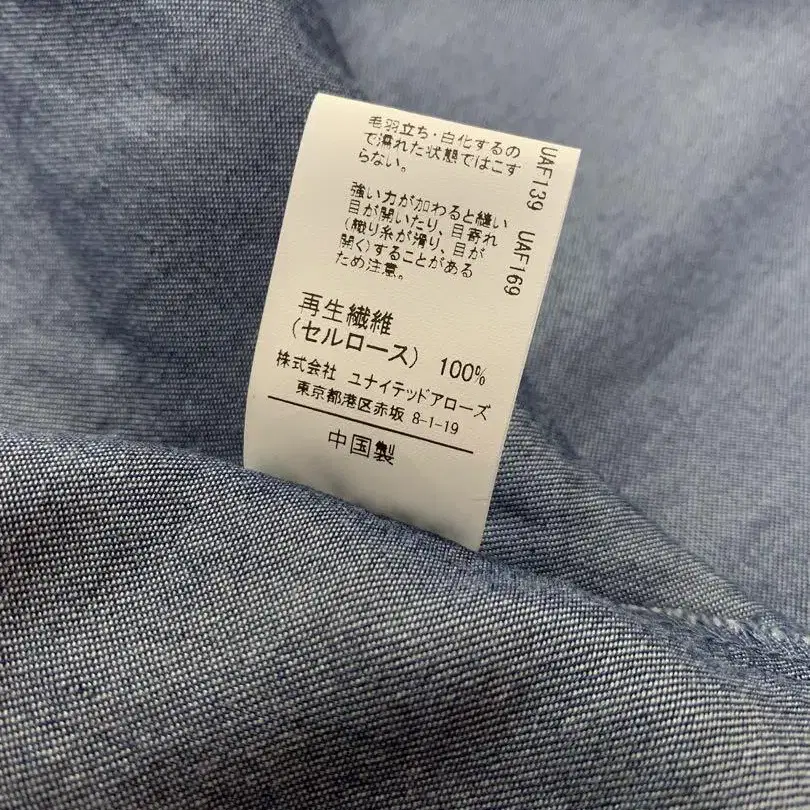 毛羽立ち・白化するの
で濡れた状態ではこす
らない。
強い力が加わると縫い
目が開いたり、目寄れ
(織り糸が滑り、目が
開く)することがある
ため注意。
再生繊維
(セルロース) 100%
株式会社 ユナイテッドアローズ
東京都港区赤坂 8-1-19
中国製
UAF139 UAF169